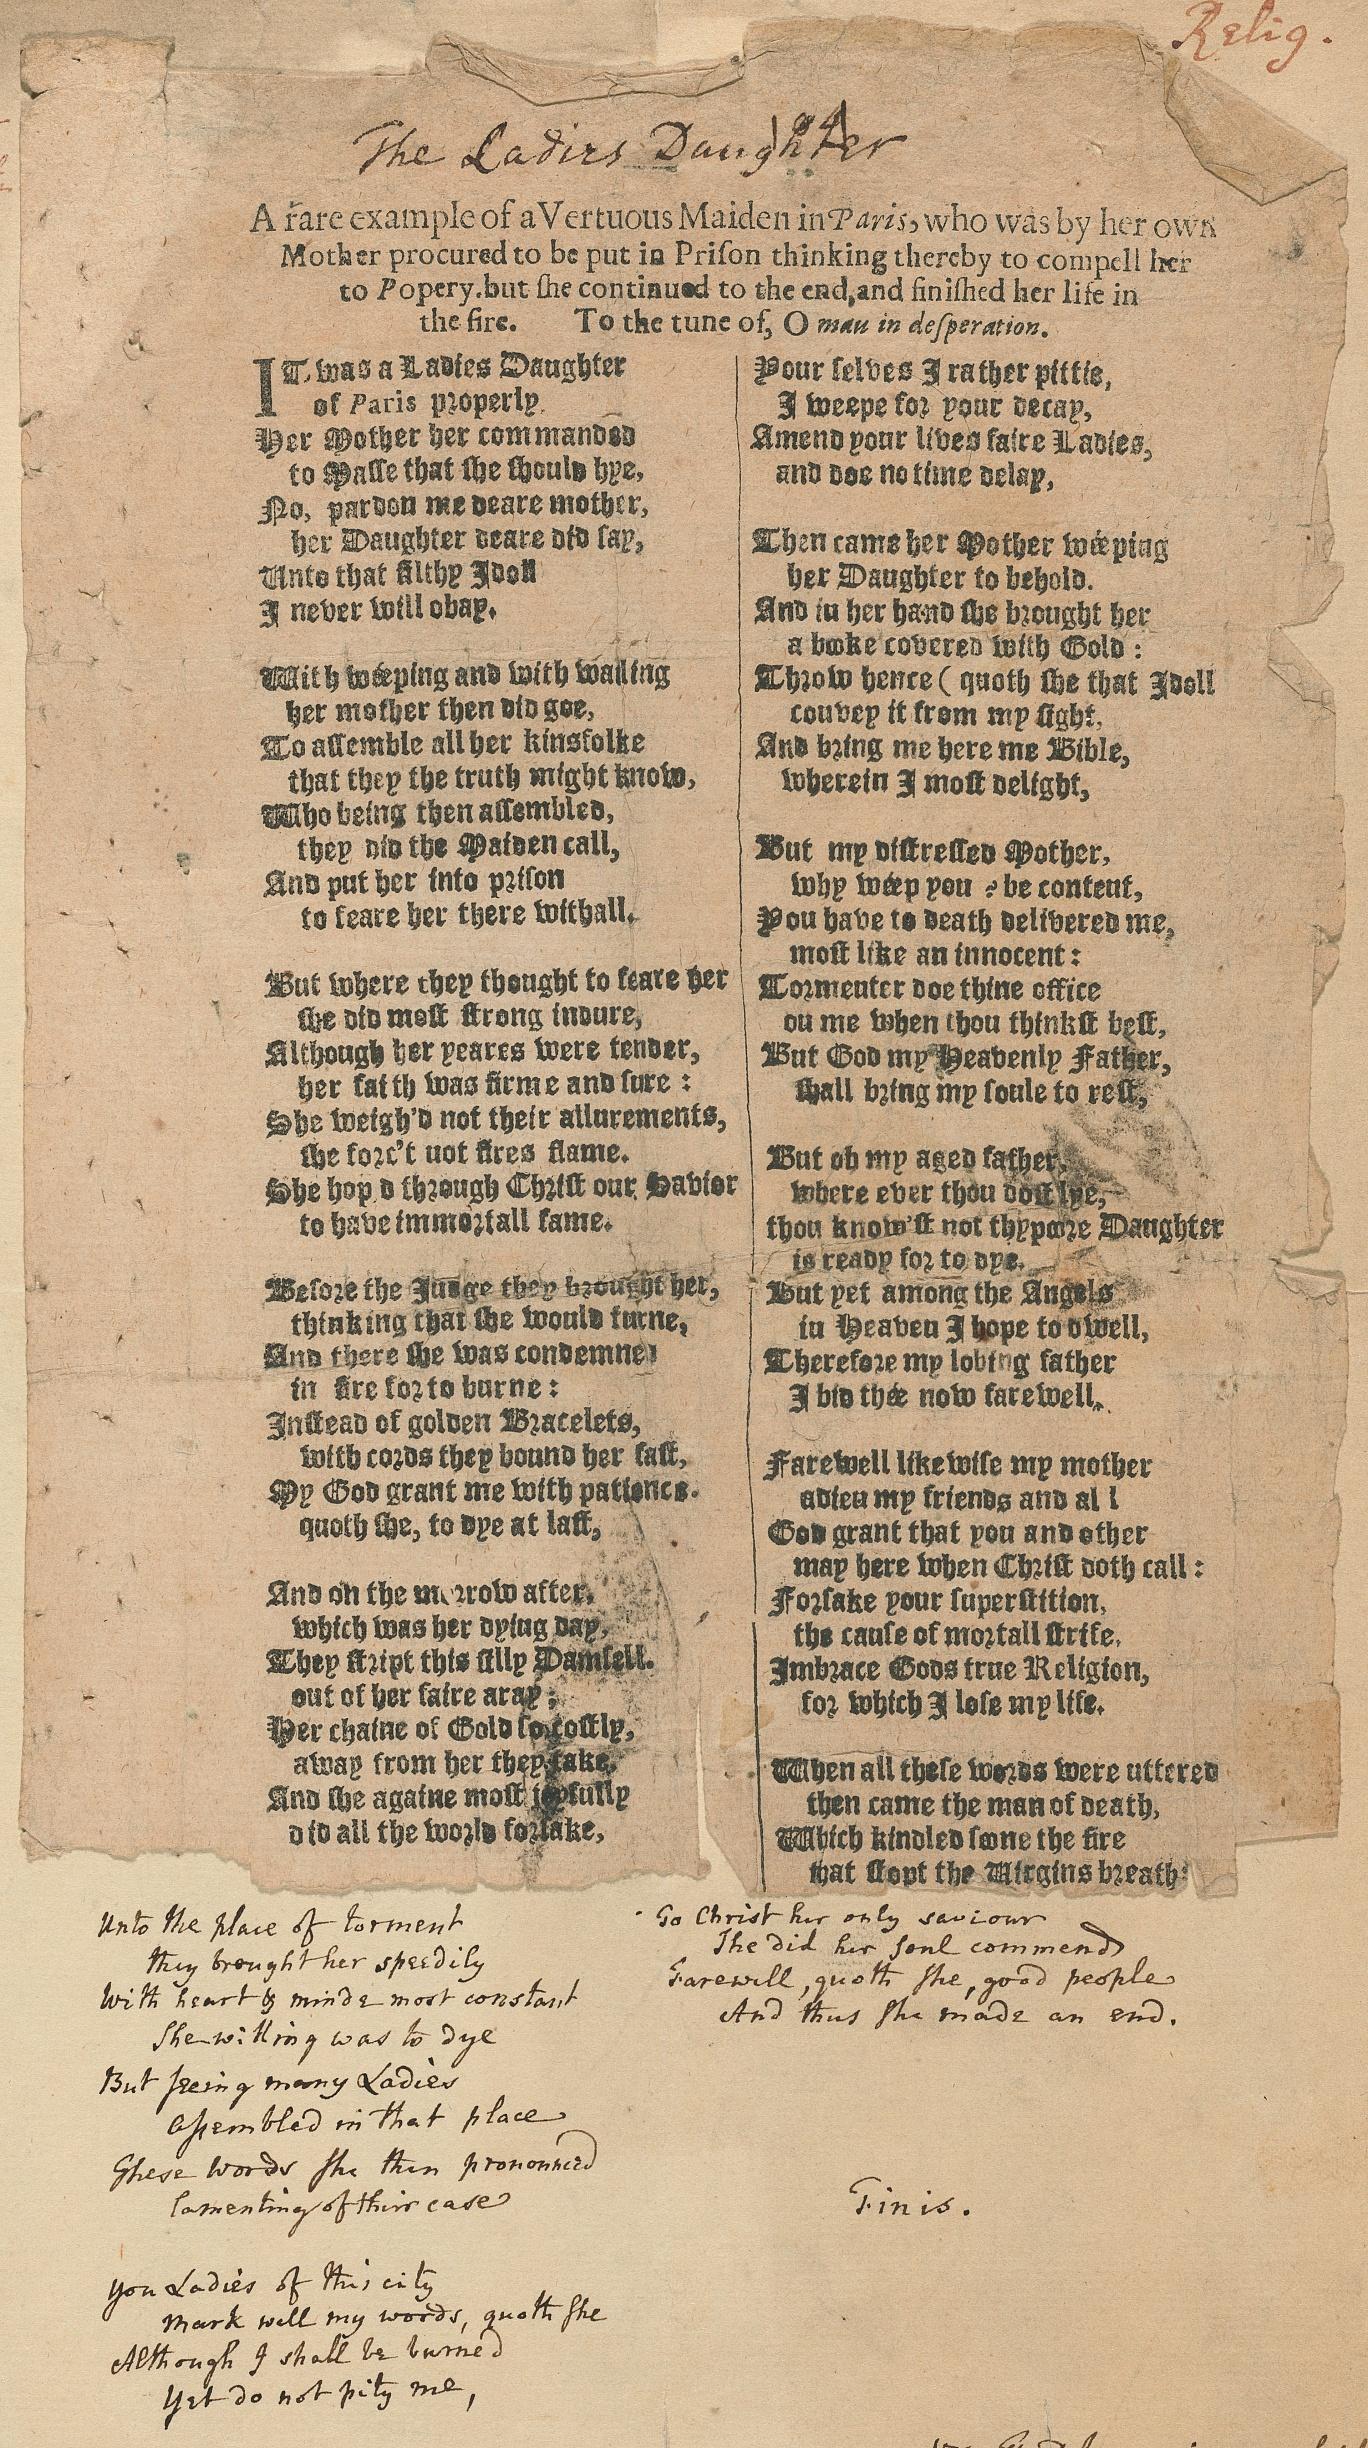 Relig.
The Ladies Daughter
A rare example of a Vertuous Maiden in Paris, who was by her own
Mother procured to be put in Priſon thinking thereby to compell her
to Popery.but ſhe continued to the end,and finiſhed her life in
the fire. To the tune of, O man in deſperation.
IT was a Ladies Daughter
of Paris properly
Her Mother her commanded
to Maſſe that ſhe ſhould hye,
No, pardon me deare mother,
her Daughter deare did ſay,
Unto that filthy Idoll
I never will obay.
With weeping and with wailing
her mother then did goe,
To aſſemble all her kinsfolke
that they the truth might know,
Who being then aſſembled,
they did the Maiden call,
And put her into priſon
to feare her there withall.
But where they thought to feare her
ſhe did moſt ſtrong indure,
Although her yeares were tender,
her faith was firme and ſure :
She weigh'd not their allurements,
ſhe forc't uot fires flame.
She hop d through Chriſt our Savior
to have immortall fame.
Before the Judge they brought her,
thinking that ſhe would turne,
And there ſhe was condemned
in fire for to burne :
Inſtead of golden Bracelets,
with cords they bound her faſt,
My God grant me with patience.
quoth ſhe, to dye at laſt,
And on the morrow after,
which was her dying day,
They ſtript this ſilly Damſell.
out of her faire aray ;
Her chaine of Gold ſo coſtly,
away from her they take,
And ſhe againe moſt joyfully
did all the world forſake,
Unto the place of torment
they brought her speedily
With heart & minde most constant
She willing was to dye
But ſeeing many Ladies
aſsembled in that place
These words ſhe then pronounced
lamenting of their case
You Ladies of this city
mark well my words, quoth ſhe
Although I shall be burned
Yet do not pity me,
Your ſelves I rather pittie,
I weepe for your decay,
Amend your lives faire Ladies,
and doe no time delay,
Then came her Mother weeping
her Daughter to behold.
And in her hand ſhe brought her
a booke covered with Gold :
Throw hence ( quoth ſhe that Idoll
convey it from my ſight,
And bring me here me Bible,
wherein I moſt delight,
But my diſtreſſed Mother,
why weep you ? be content,
You have to death delivered me,
moſt like an innocent :
Tormenter doe thine office
ou me when thou thinkſt beſt,
But God my Heavenly Father,
ſhall bring my ſoule to reſt,
But oh my aged father,
where ever thou doſt lye,
thou know'ſt not thy poore Daughter
is ready for to dye.
But yet among the Angels
in Heaven I hope to dwell,
Therefore my loving father
I bid thee now farewell,
Farewell likewiſe my mother
adieu my friends and al l
God grant that you and other
may here when Chriſt doth call :
Forſake your ſuperſtition,
the cauſe of mortall ſtrife,
Imbrace Gods true Religion,
for which I loſe my life.
When all theſe words were uttered
then came the man of death,
Which kindled ſoone the fire
that ſtopt the Virgins breath:
To Christ her only saviour
She did her ſoul commend
Farewell, quoth ſhe, good people
And thus ſhe made an end.
Finis.